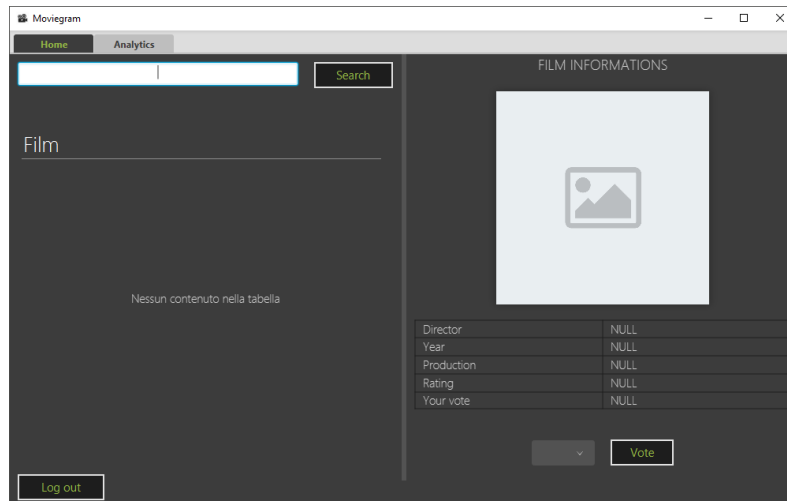 Moviegram
Home Analytics
Search
Film
Nessun contenuto nella tabella
Log out
FILM INFORMATIONS
Director NULL
Year NULL
Production NULL
Rating NULL
Your vote NULL
Vote